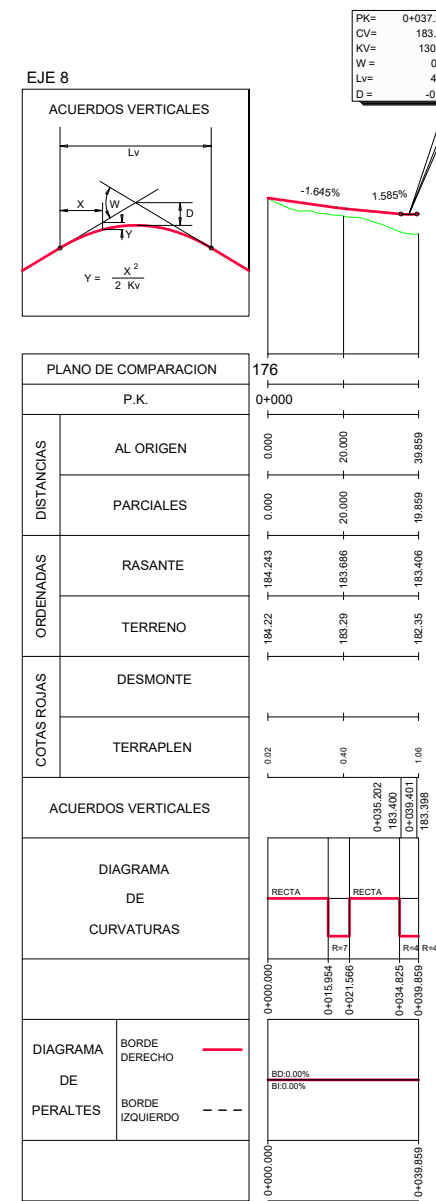 PK= 0+037.
CV= 183.
KV= 130
W = 0
Lv= 4
D = -0
EJE 8
ACUERDOS VERTICALES
Lv
X
W
D
Y
Y = X 2
2 Kv
-1.645%
1.585%
PLANO DE COMPARACION 176
P.K. 0+000
DISTANCIAS
AL ORIGEN 0.000 20.000 39.859
PARCIALES 0.000 20.000 19.859
ORDENADAS
RASANTE 184.243 183.686 183.406
TERRENO 184.22 183.29 182.35
COTAS ROJAS
DESMONTE
TERRAPLEN 0.02 0.40 1.06
ACUERDOS VERTICALES 0+035.202 183.400 0+039.401 183.398
DIAGRAMA
DE
CURVATURAS
RECTA RECTA
R=7 R=4 R=4
0+000.000 0+015.954 0+021.566 0+034.825 0+039.859
DIAGRAMA
DE
PERALTES
BORDE
DERECHO
BORDE
IZQUIERDO
BD:0.00%
BI:0.00%
0+000.000 0+039.859